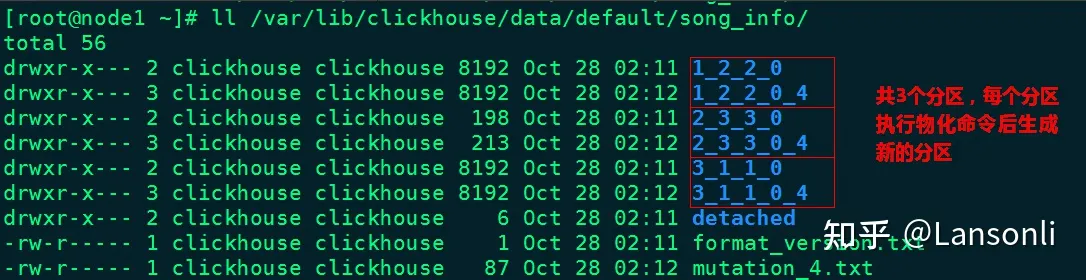 [root@node1 ~]# ll /var/lib/clickhouse/data/default/song_info/
total 56
drwxr-x--- 2 clickhouse clickhouse 8192 Oct 28 02:11 1_2_2_0
drwxr-x--- 3 clickhouse clickhouse 8192 Oct 28 02:12 1_2_2_0_4
drwxr-x--- 2 clickhouse clickhouse 198 Oct 28 02:11 2_3_3_0
drwxr-x--- 3 clickhouse clickhouse 213 Oct 28 02:12 2_3_3_0_4
drwxr-x--- 2 clickhouse clickhouse 8192 Oct 28 02:11 3_1_1_0
drwxr-x--- 3 clickhouse clickhouse 8192 Oct 28 02:12 3_1_1_0_4
drwxr-x--- 2 clickhouse clickhouse 6 Oct 28 02:11 detached
-rw-r----- 1 clickhouse clickhouse 1 Oct 28 02:11 format_version.txt
-rw-r----- 1 clickhouse clickhouse 87 Oct 28 02:12 mutation_4.txt
共3个分区，每个分区
执行物化命令后生成
新的分区
知乎 @Lansonli